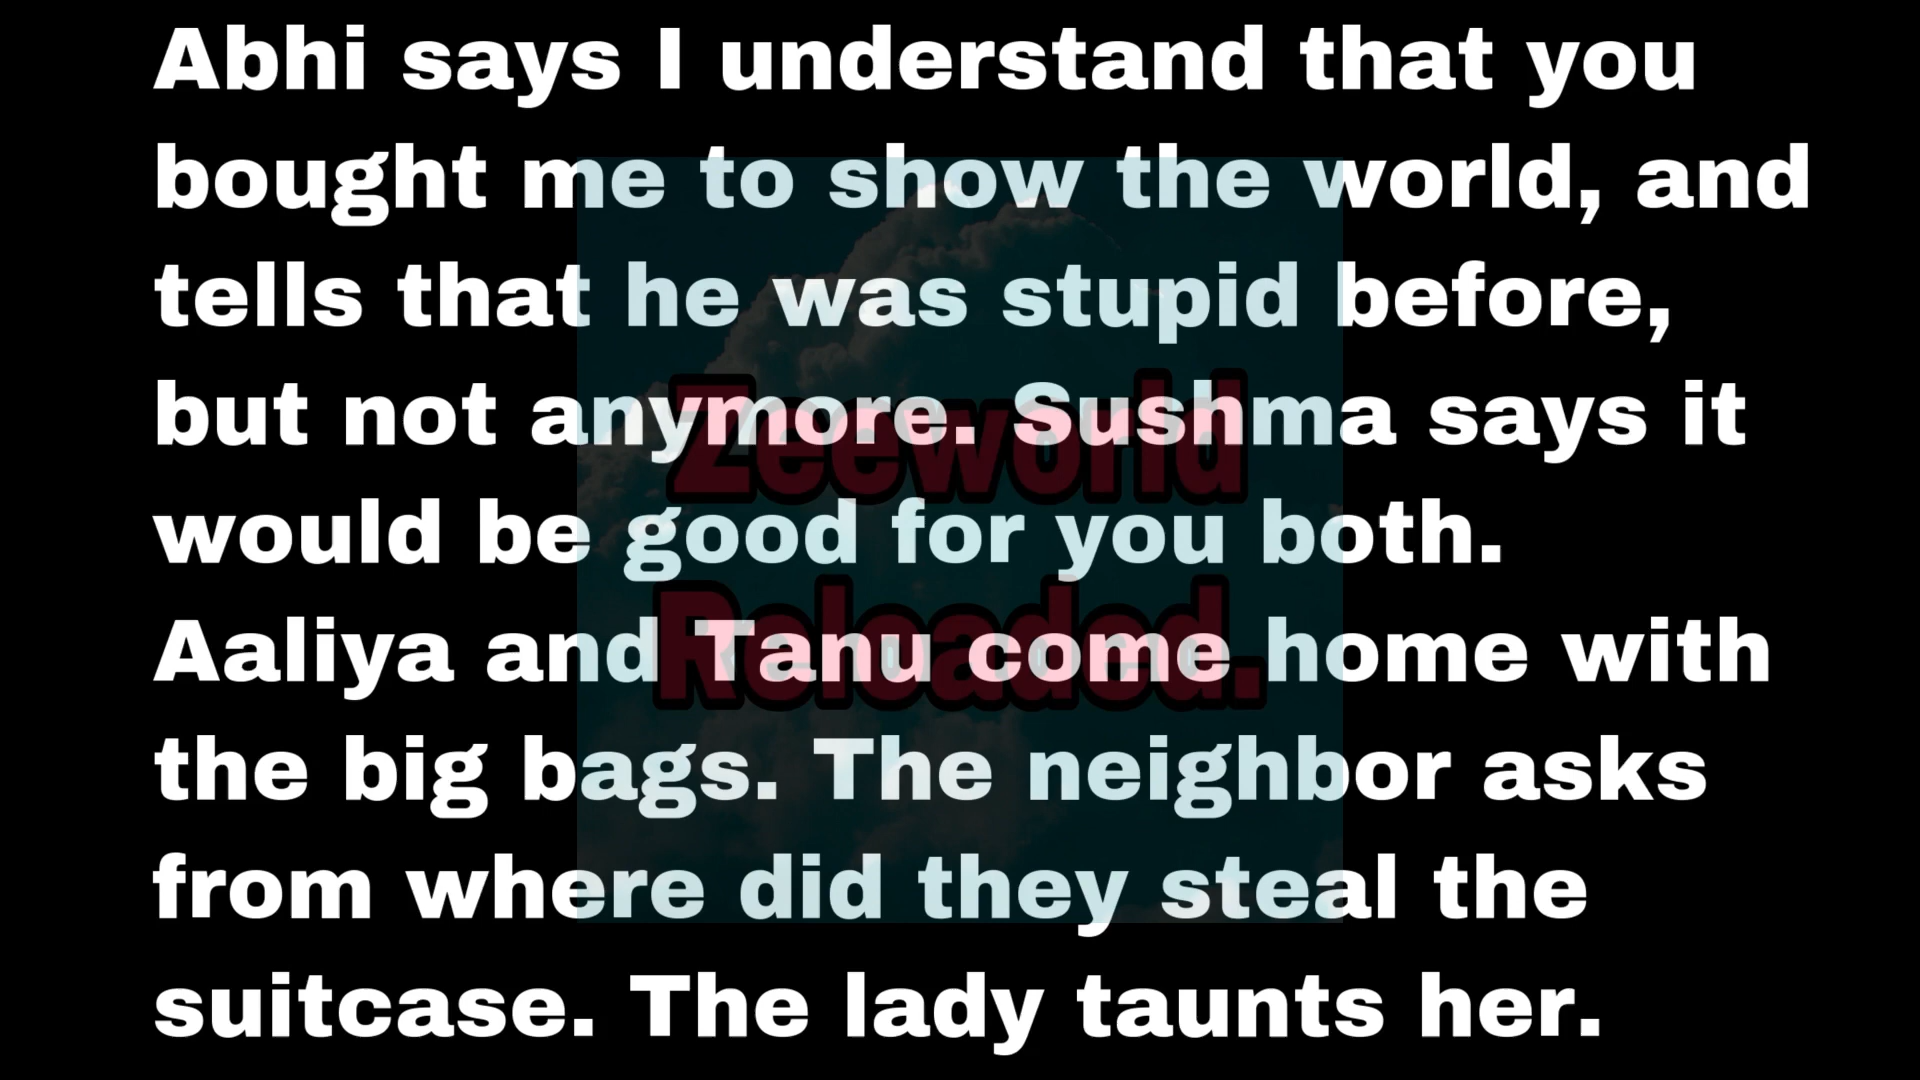 Abhi says I understand that you
bought me to show the world, and
tells that he was stupid before,
but not anymore. Sushma says it
would be good for you both.
Aaliya and Tanu come home with
the big bags. The neighbor asks
from where did they steal the
suitcase. The lady taunts her.
Zeeworld
Reloaded.